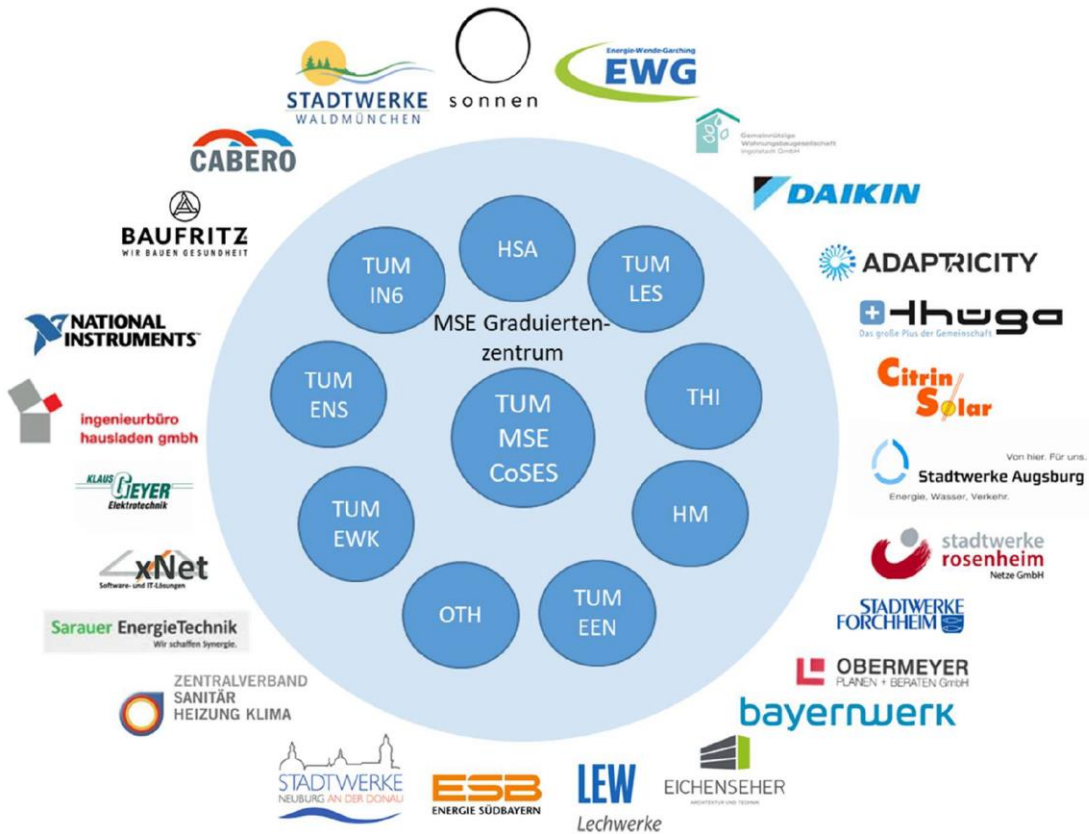 STADTWERKE
WALDMÜNCHEN
sonnen
Energie-Wende-Garching
EWG
Gemeinnützige
Wohnungsbaugesellschaft
Ingolstadt GmbH
DAIKIN
ADAPTRICITY
thüga
Das große Plus der Gemeinschaft
Citrin
Solar
Von hier. Für uns.
Stadtwerke Augsburg
Energie, Wasser, Verkehr.
stadtwerke
rosenheim
Netze GmbH
STADTWERKE
FORCHHEIM
OBERMEYER
PLANEN + BERATEN GmbH
bayernwerk
EICHENSEHER
ARCHITEKTUR UND TECHNIK
LEW
Lechwerke
ESB
ENERGIE SÜDBAYERN
STADTWERKE
NEUBURG AN DER DONAU
ZENTRALVERBAND
SANITÄR
HEIZUNG KLIMA
Sarauer EnergieTechnik
Wir schaffen Synergie.
xNet
Software- und IT-Lösungen
KLAUS
GEYER
Elektrotechnik
ingenieurbüro
hausladen gmbh
NATIONAL
INSTRUMENTS
BAUFRITZ
WIR BAUEN GESUNDHEIT
CABERO
HSA
TUM
LES
THI
HM
TUM
EEN
OTH
TUM
EWK
TUM
ENS
TUM
IN6
MSE Graduierten-
zentrum
TUM
MSE
CoSES